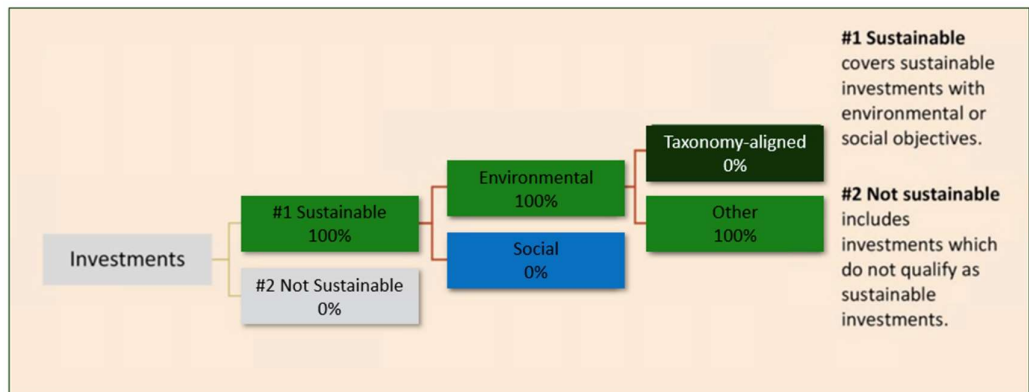 Investments
#1 Sustainable
100%
#2 Not Sustainable
0%
Environmental
100%
Social
0%
Taxonomy-aligned
0%
Other
100%
#1 Sustainable
covers sustainable
investments with
environmental or
social objectives.
#2 Not sustainable
includes
investments which
do not qualify as
sustainable
investments.